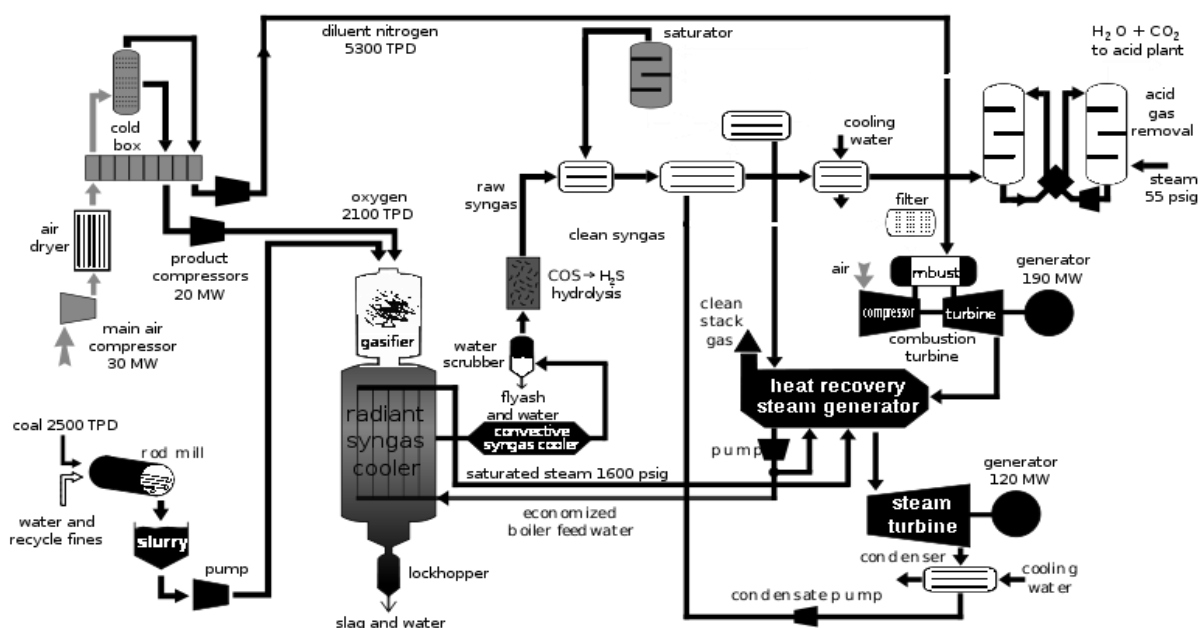 diluent nitrogen
5300 TPD
saturator
H₂O + CO₂
to acid plant
cold
box
cooling
water
acid
gas
removal
steam
55 psig
air
dryer
oxygen
2100 TPD
raw
syngas
filter
product
compressors
20 MW
clean syngas
COS→H₂S
hydrolysis
air
mbust
generator
190 MW
compressor
turbine
combustion
turbine
main air
compressor
30 MW
gasifier
water
scrubber
clean
stack
gas
flyash
and water
heat recovery
steam generator
coal 2500 TPD
rod mill
radiant
syngas
cooler
convective
syngas cooler
pump
saturated steam 1600 psig
generator
120 MW
water and
recycle fines
slurry
economized
boiler feed water
steam
turbine
pump
lockhopper
condenser
cooling
water
condensate pump
slag and water